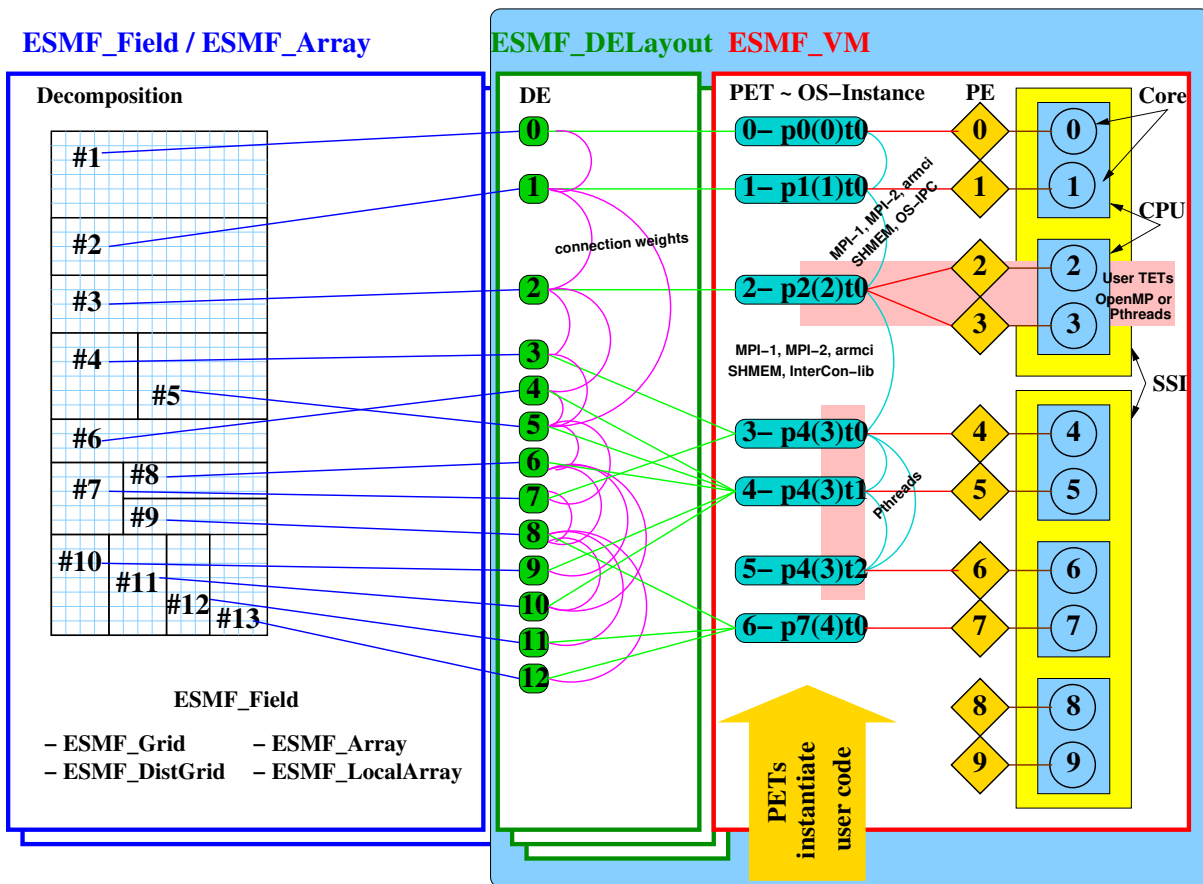 ESMF_Field / ESMF_Array
ESMF_DELayout
ESMF_VM
Decomposition
#1
#2
#3
#4
#5
#6
#7
#8
#9
#10
#11
#12
#13
ESMF_Field
– ESMF_Grid
– ESMF_Array
– ESMF_DistGrid
– ESMF_LocalArray
DE
0
1
2
3
4
5
6
7
8
9
10
11
12
connection weights
PET ~ OS–Instance
0– p0(0)t0
1– p1(1)t0
2– p2(2)t0
3– p4(3)t0
4– p4(3)t1
5– p4(3)t2
6– p7(4)t0
MPI–1, MPI–2, armci
SHMEM, OS–IPC
MPI–1, MPI–2, armci
SHMEM, InterCon–lib
Pthreads
PETs
instantiate
user code
PE
0
1
2
3
4
5
6
7
8
9
0
1
2
3
4
5
6
7
8
9
Core
CPU
User TETs
OpenMP or
Pthreads
SSI